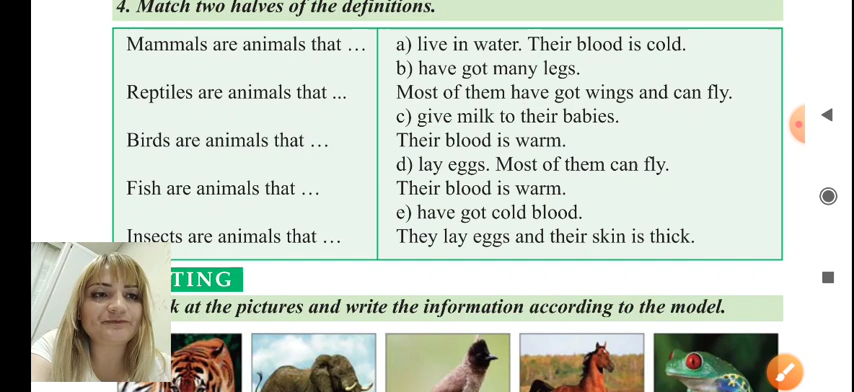 4. Match two halves of the definitions.
Mammals are animals that …
Reptiles are animals that ...
Birds are animals that …
Fish are animals that …
Insects are animals that …
a) live in water. Their blood is cold.
b) have got many legs.
Most of them have got wings and can fly.
c) give milk to their babies.
Their blood is warm.
d) lay eggs. Most of them can fly.
Their blood is warm.
e) have got cold blood.
They lay eggs and their skin is thick.
TING
k at the pictures and write the information according to the model.